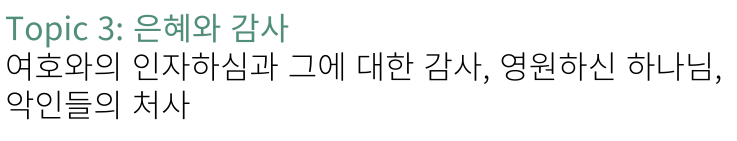 Topic 3: 은혜와 감사
여호와의 인자하심과 그에 대한 감사, 영원하신 하나님,
악인들의 처사